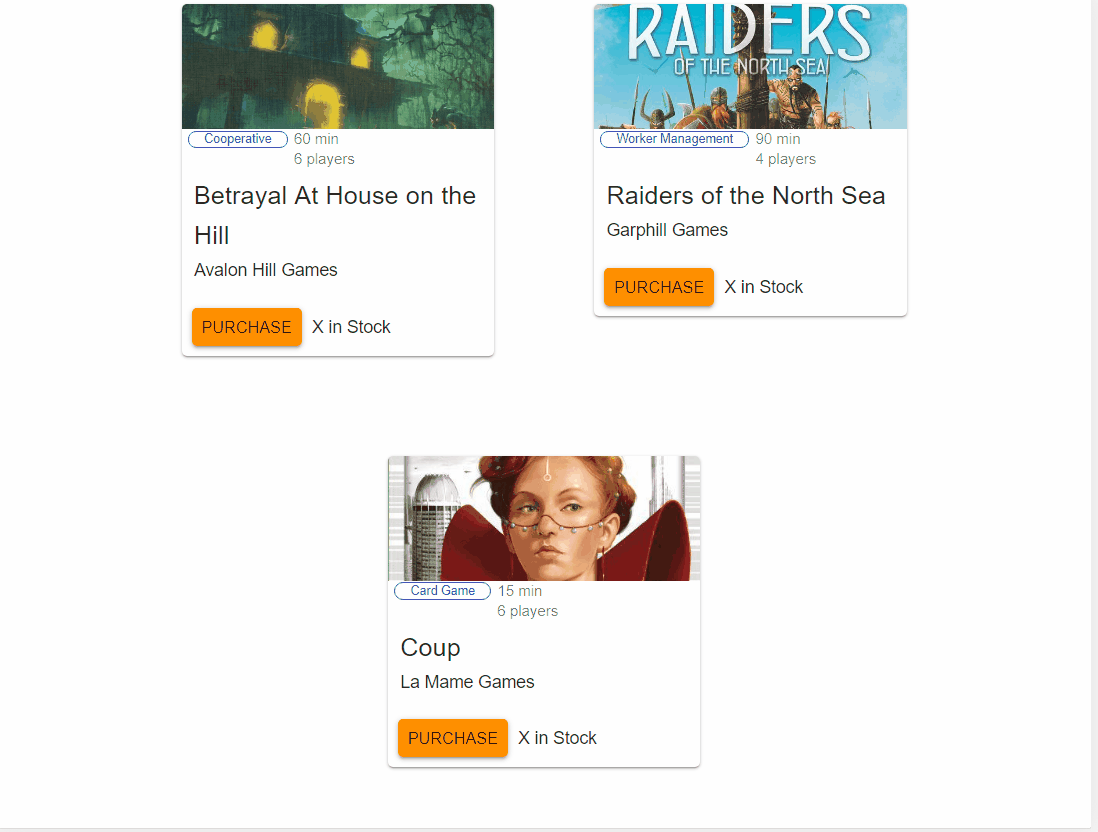 Cooperative 60 min
6 players
Betrayal At House on the
Hill
Avalon Hill Games
PURCHASE X in Stock
RAIDERS
OF THE NORTH SEA
Worker Management 90 min
4 players
Raiders of the North Sea
Garphill Games
PURCHASE X in Stock
Card Game 15 min
6 players
Coup
La Mame Games
PURCHASE X in Stock